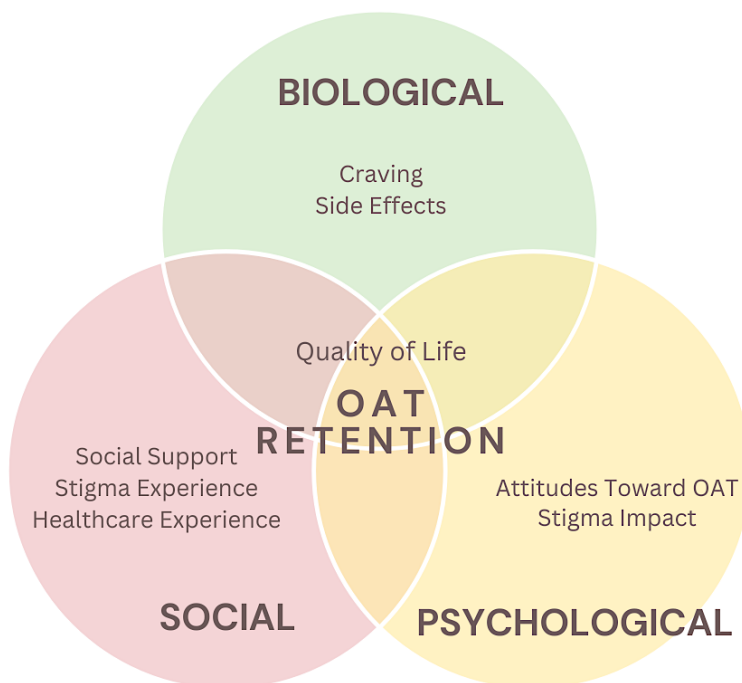 BIOLOGICAL
Craving
Side Effects
Quality of Life
OAT
RETENTION
Social Support
Stigma Experience
Healthcare Experience
Attitudes Toward OAT
Stigma Impact
SOCIAL
PSYCHOLOGICAL